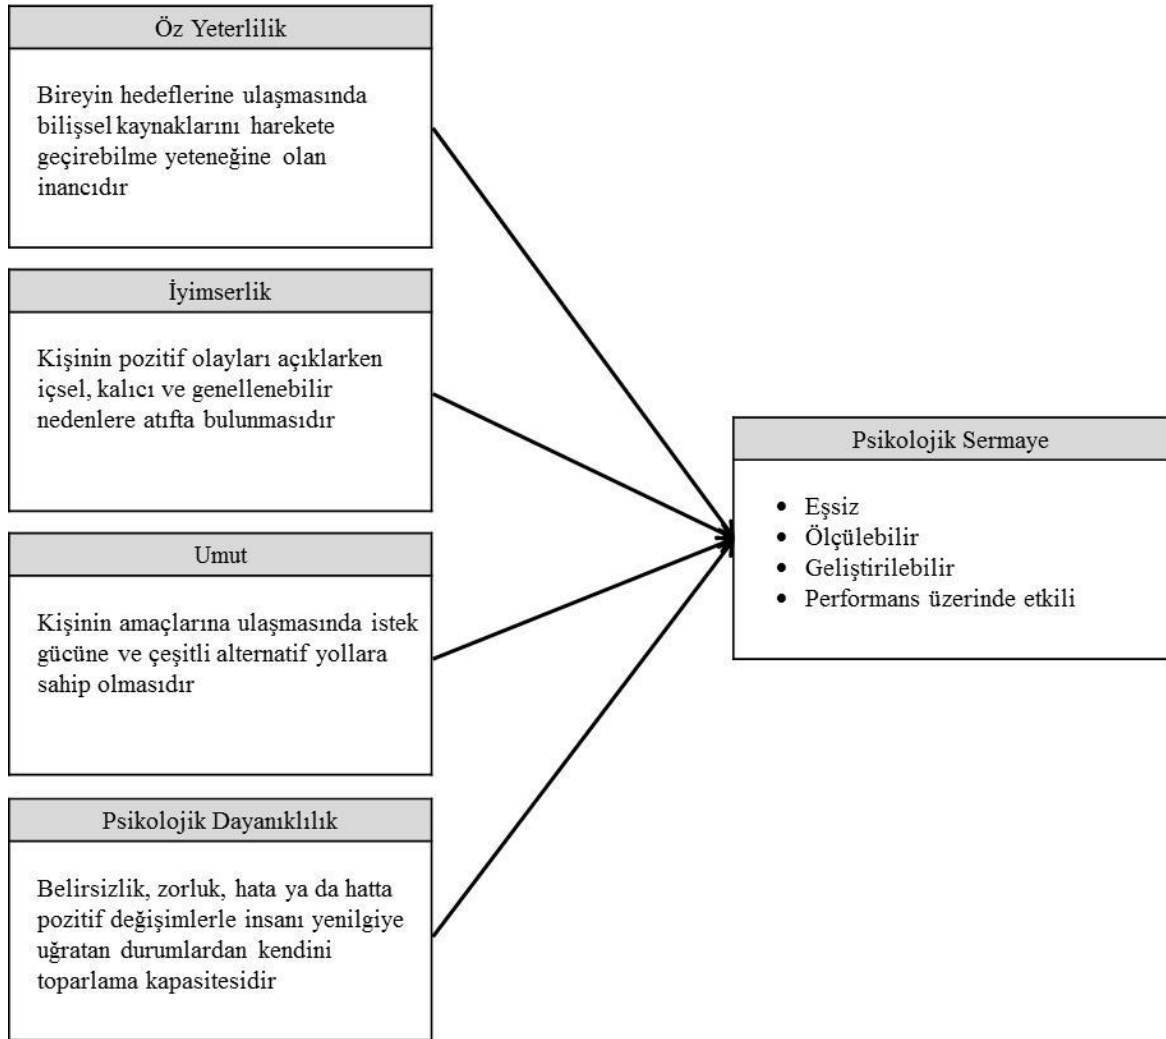 Öz Yeterlilik
Bireyin hedeflerine ulaşmasında
bilişsel kaynaklarını harekete
geçirebilme yeteneğine olan
inancıdır
İyimserlik
Kişinin pozitif olayları açıklarken
içsel, kalıcı ve genellenebilir
nedenlere atıfta bulunmasıdır
Umut
Kişinin amaçlarına ulaşmasında istek
gücüne ve çeşitli alternatif yollara
sahip olmasıdır
Psikolojik Dayanıklılık
Belirsizlik, zorluk, hata ya da hatta
pozitif değişimlerle insanı yenilgiye
uğratan durumlardan kendini
toparlama kapasitesidir
Psikolojik Sermaye
• Eşsiz
• Ölçülebilir
• Geliştirilebilir
• Performans üzerinde etkili